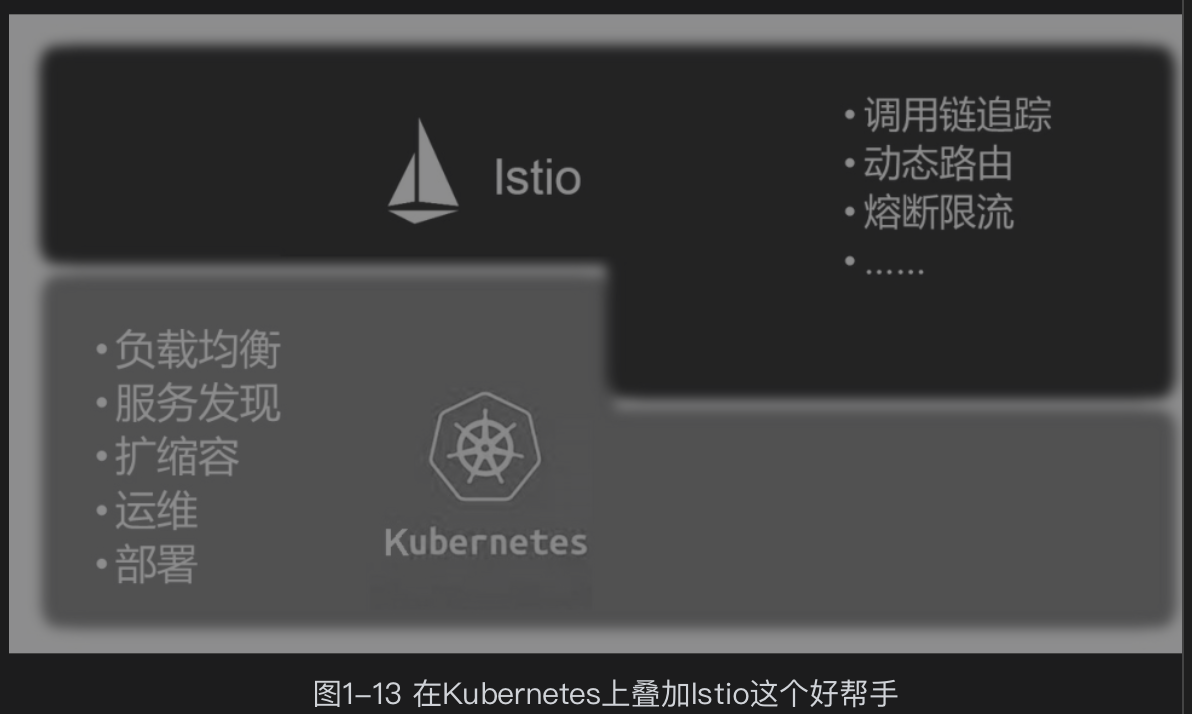 Istio
• 调用链追踪
• 动态路由
• 熔断限流
• ……
• 负载均衡
• 服务发现
• 扩缩容
• 运维
• 部署
Kubernetes
图1-13 在Kubernetes上叠加Istio这个好帮手